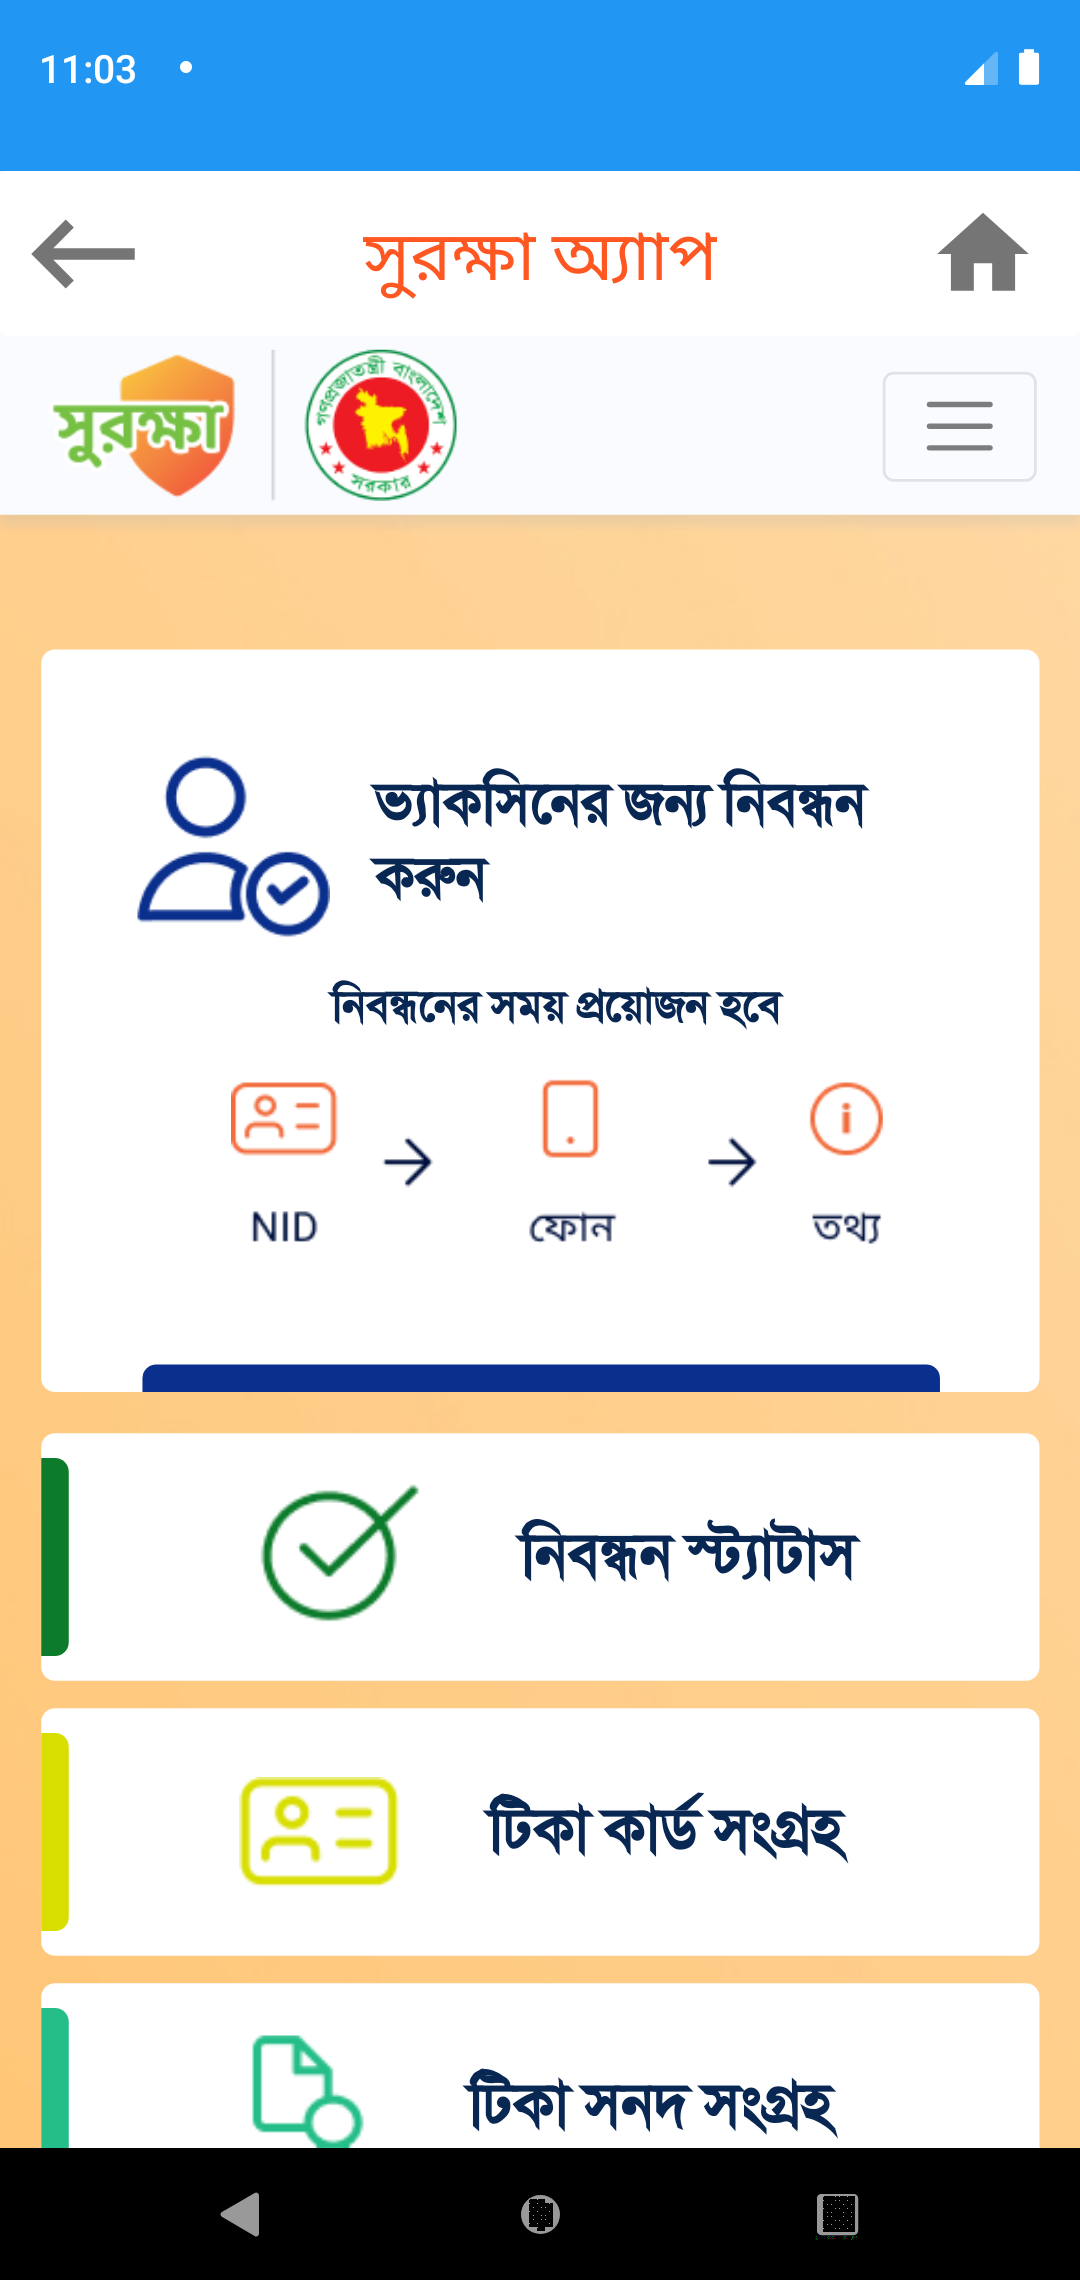 11:03
সুরক্ষা অ্যাপ
সুরক্ষা
গণপ্রজাতন্ত্রী বাংলাদেশ
সরকার
ভ্যাকসিনের জন্য নিবন্ধন
করুন
নিবন্ধনের সময় প্রয়োজন হবে
NID ফোন তথ্য
নিবন্ধন স্ট্যাটাস
টিকা কার্ড সংগ্রহ
টিকা সনদ সংগ্রহ